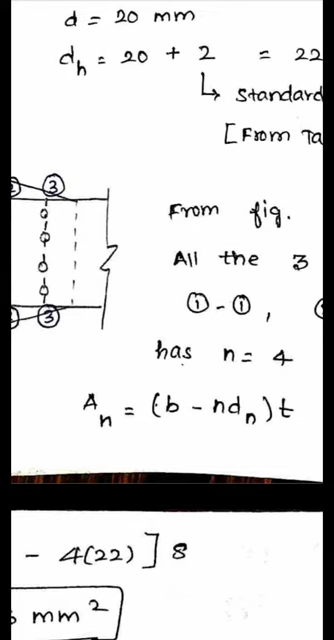 d = 20 mm
dh = 20 + 2 = 22
↳ Standard
[From Ta
③
From fig.
All the 3
①-①,
③
has n = 4
An = (b - ndn)t
- 4(22)] 8
mm²